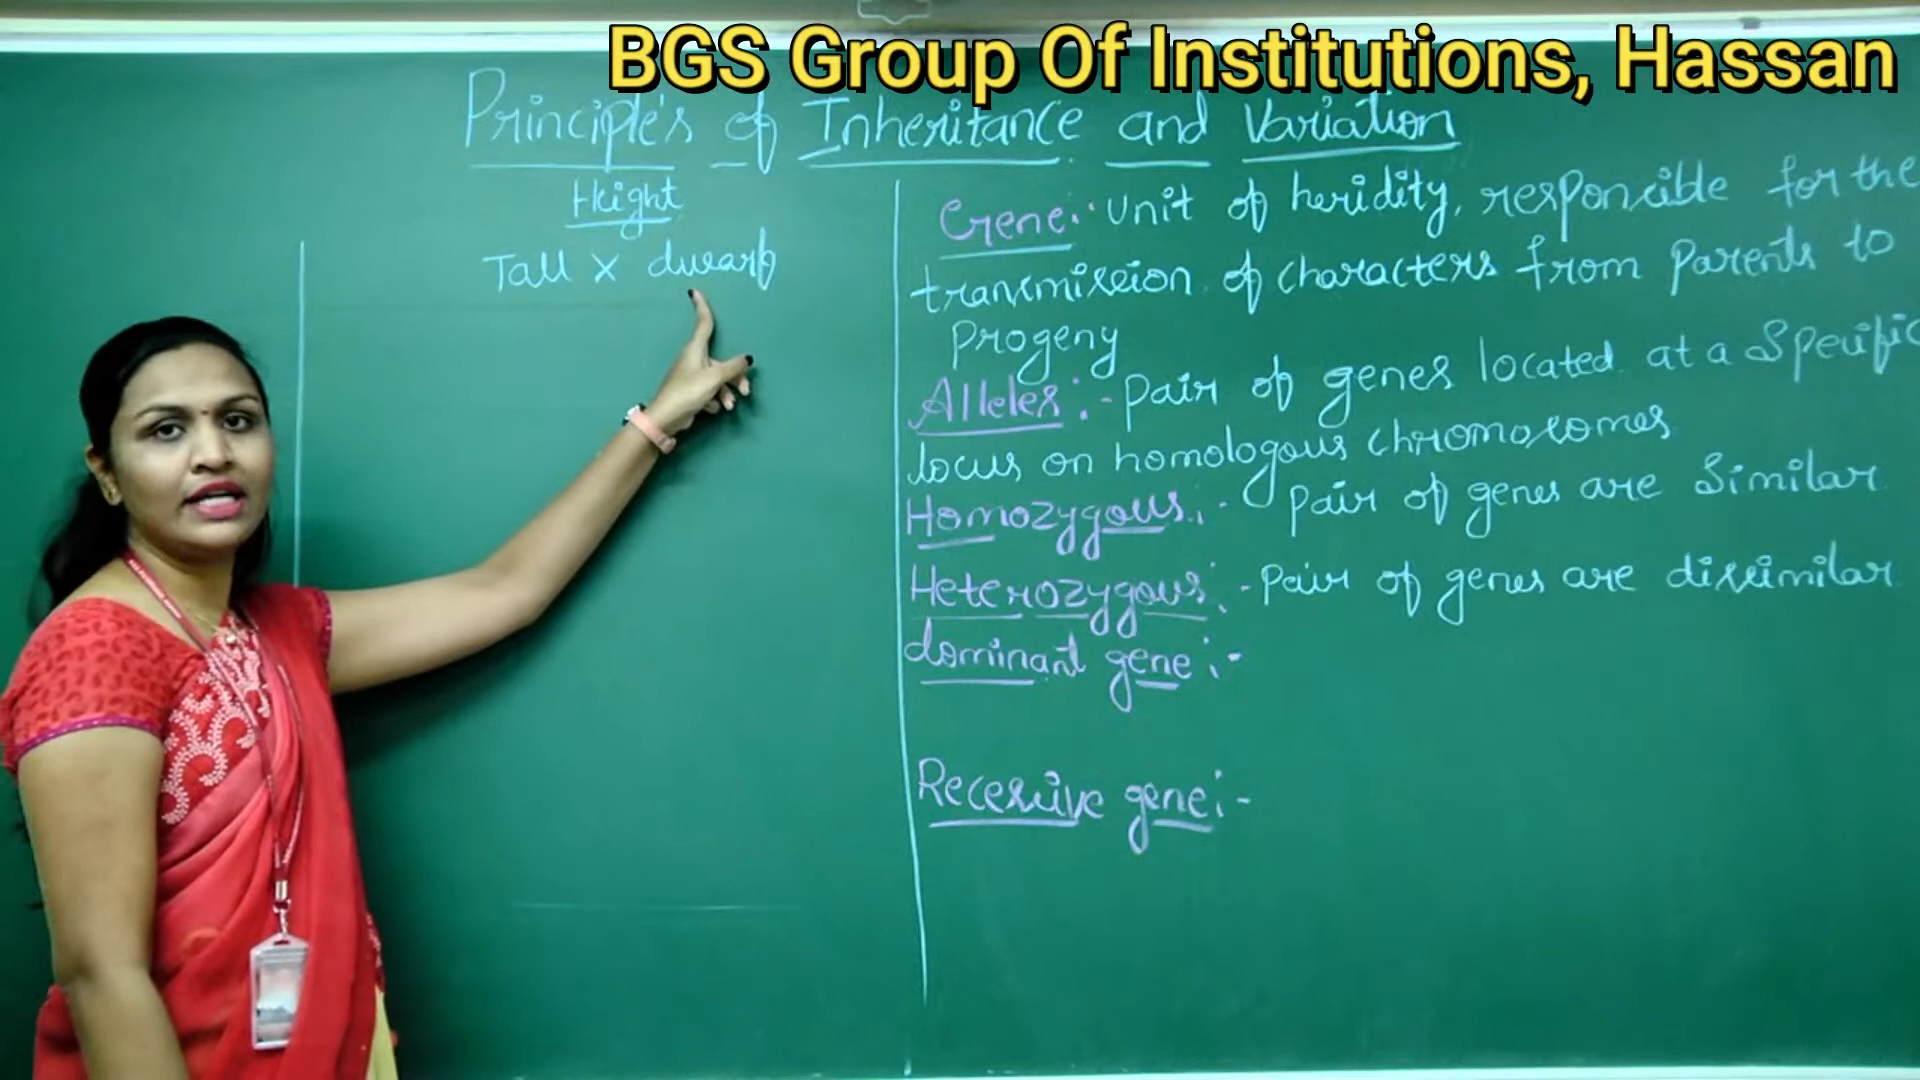 BGS Group Of Institutions, Hassan
Principle's of Inheritance and Variation
Height
Tall x dwarf
Gene:- Unit of heridity, responsible for the
transmission of characters from parents to
Progeny
Alleles:- Pair of genes located at a Specific
locus on homologous chromosomes
Homozygous:- Pair of genes are Similar
Heterozygous:- Pair of genes are dissimilar
dominant gene:-
Recessive gene:-